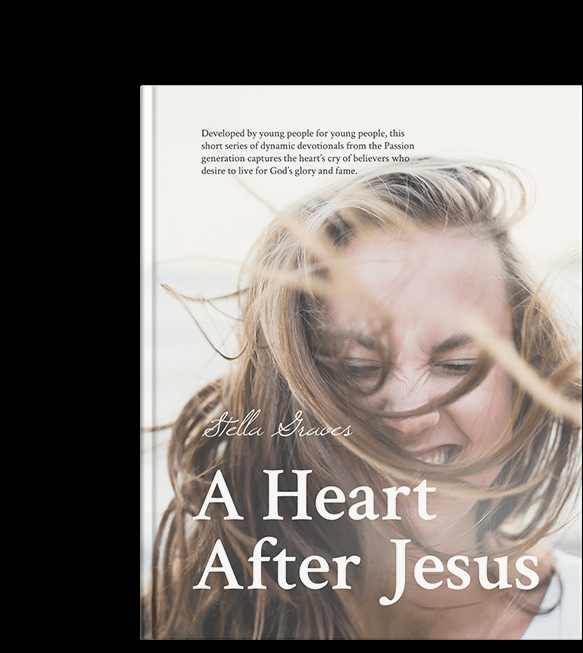 Developed by young people for young people, this
short series of dynamic devotionals from the Passion
generation captures the heart's cry of believers who
desire to live for God's glory and fame.
Stella Graves
A Heart
After Jesus